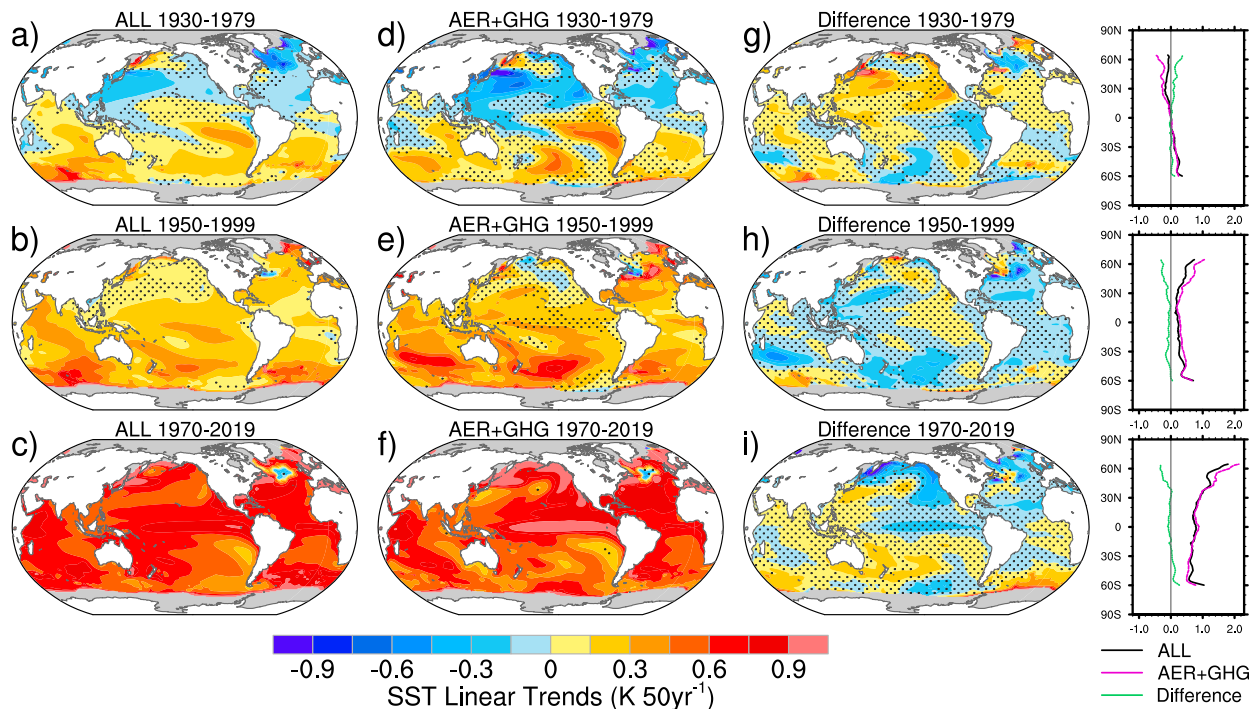 ALL 1930-1979
AER+GHG 1930-1979
Difference 1930-1979
a)
d)
g)
90N
60N
30N
0
30S
60S
90S
-1.0 0.0 1.0 2.0
ALL 1950-1999
AER+GHG 1950-1999
Difference 1950-1999
b)
e)
h)
90N
60N
30N
0
30S
60S
90S
-1.0 0.0 1.0 2.0
ALL 1970-2019
AER+GHG 1970-2019
Difference 1970-2019
c)
f)
i)
90N
60N
30N
0
30S
60S
90S
-1.0 0.0 1.0 2.0
-0.9 -0.6 -0.3 0 0.3 0.6 0.9
SST Linear Trends (K 50yr⁻¹)
ALL
AER+GHG
Difference